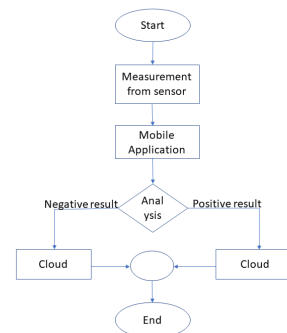 Start
Measurement
from sensor
Mobile
Application
Anal
ysis
Negative result
Positive result
Cloud
Cloud
End